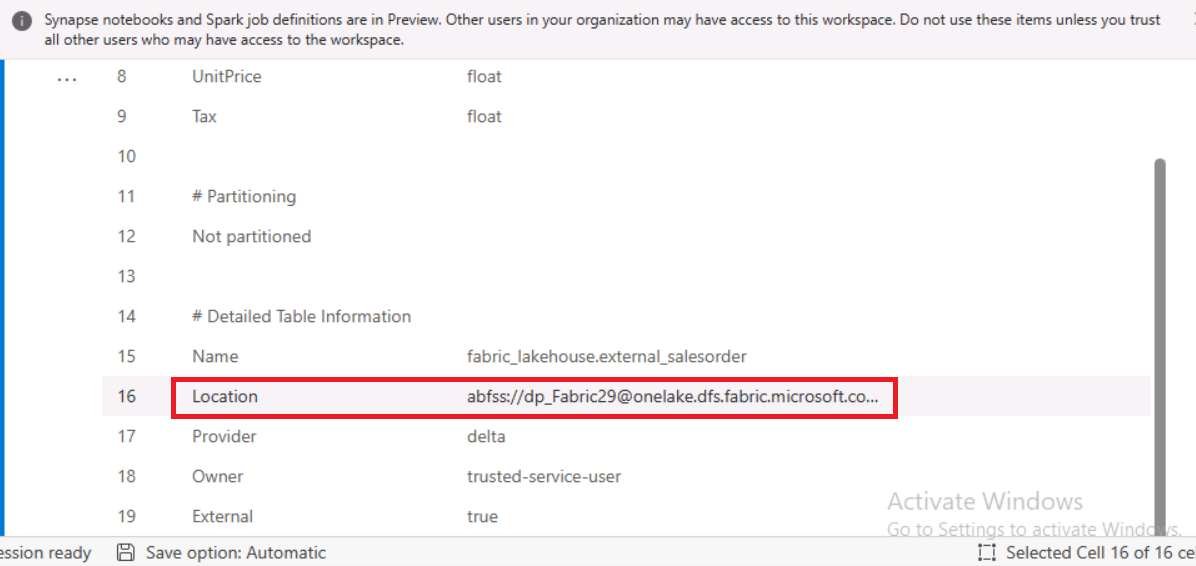 Synapse notebooks and Spark job definitions are in Preview. Other users in your organization may have access to this workspace. Do not use these items unless you trust
all other users who may have access to the workspace.
... 8 UnitPrice float
9 Tax float
10
11 # Partitioning
12 Not partitioned
13
14 # Detailed Table Information
15 Name fabric_lakehouse.external_salesorder
16 Location abfss://dp_Fabric29@onelake.dfs.fabric.microsoft.co...
17 Provider delta
18 Owner trusted-service-user
19 External true
Activate Windows
Go to Settings to activate Windows.
ession ready Save option: Automatic Selected Cell 16 of 16 ce